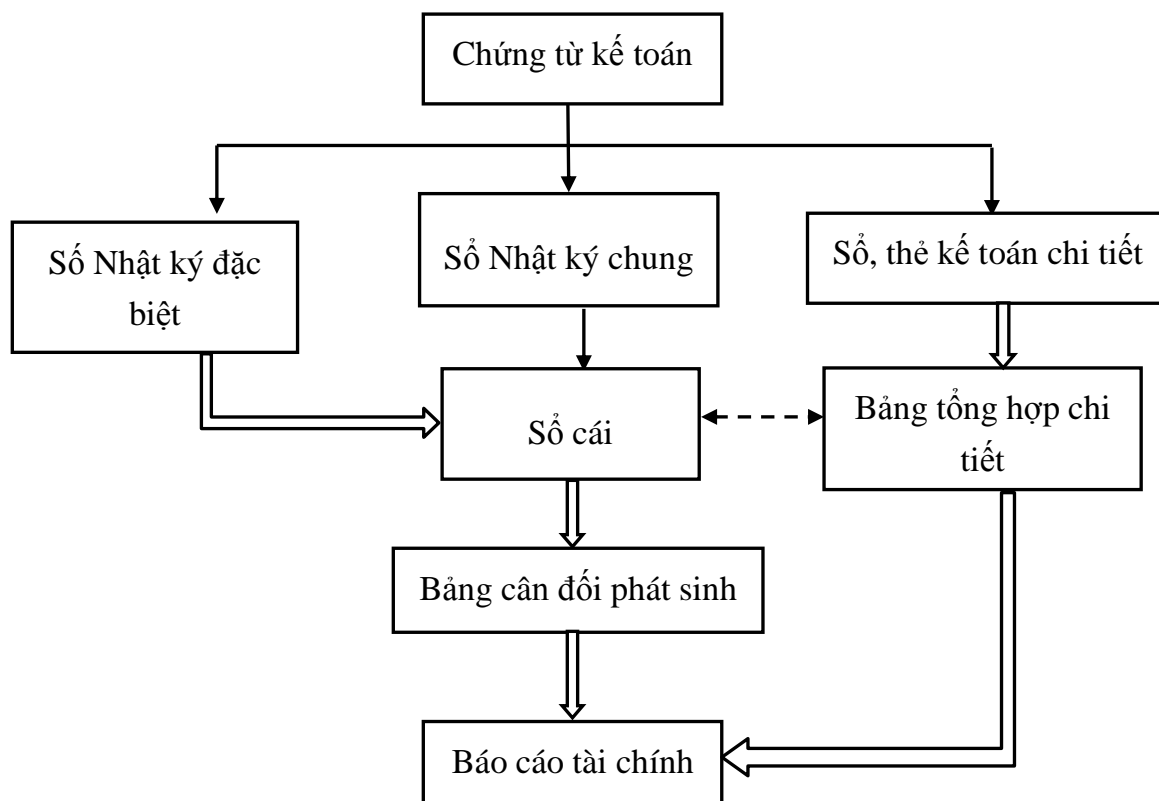 Chứng từ kế toán
Số Nhật ký đặc
biệt
Sổ Nhật ký chung
Sổ, thẻ kế toán chi tiết
Sổ cái
Bảng tổng hợp chi
tiết
Bảng cân đối phát sinh
Báo cáo tài chính